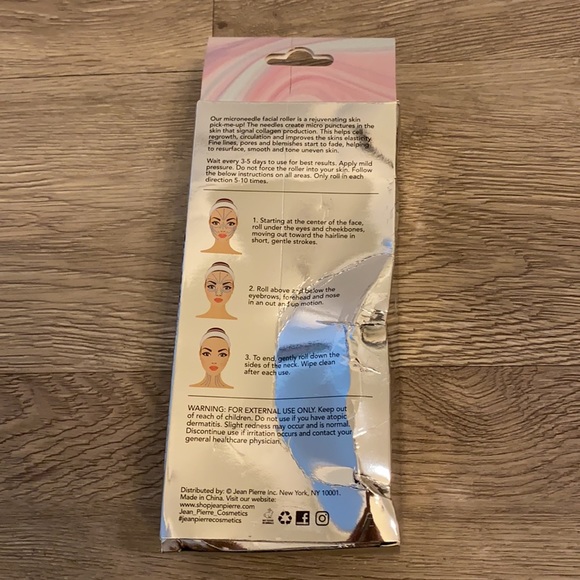 Our microneedle facial roller is a rejuvenating skin
pick-me-up! The needles create micro punctures in the
skin that signal collagen production. This helps cell
regrowth, circulation and improves the skins elasticity.
Fine lines, pores and blemishes start to fade, helping
to resurface, smooth and tone uneven skin.
Wait every 3-5 days to use for best results. Apply mild
pressure. Do not force the roller into your skin. Follow
the below instructions on all areas. Only roll in each
direction 5-10 times.
1. Starting at the center of the face,
roll under the eyes and cheekbones,
moving out toward the hairline in
short, gentle strokes.
2. Roll above and below the
eyebrows, forehead and nose
in an out and up motion.
3. To end, gently roll down the
sides of the neck. Wipe clean
after each use.
WARNING: FOR EXTERNAL USE ONLY. Keep out
of reach of children. Do not use if you have atopic
dermatitis. Slight redness may occur and is normal.
Discontinue use if irritation occurs and contact your
general healthcare physician.
Distributed by: © Jean Pierre Inc. New York, NY 10001.
Made in China. Visit our website:
www.shopjeanpierre.com
Jean_Pierre_Cosmetics
#jeanpierrecosmetics